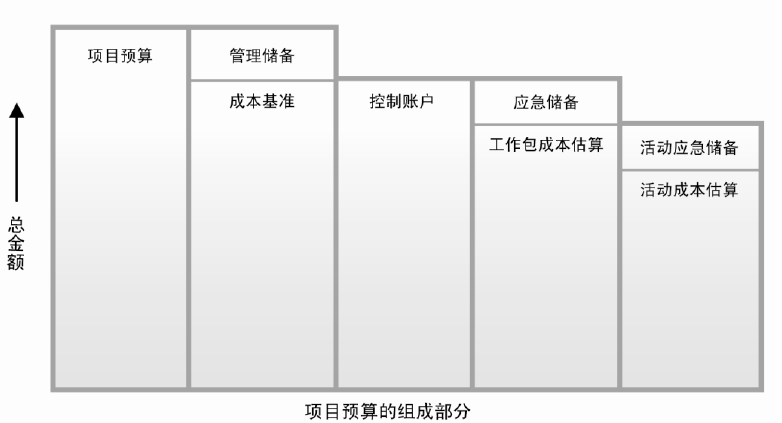 项目预算
管理储备
成本基准
控制账户
应急储备
工作包成本估算
活动应急储备
活动成本估算
总金额
项目预算的组成部分